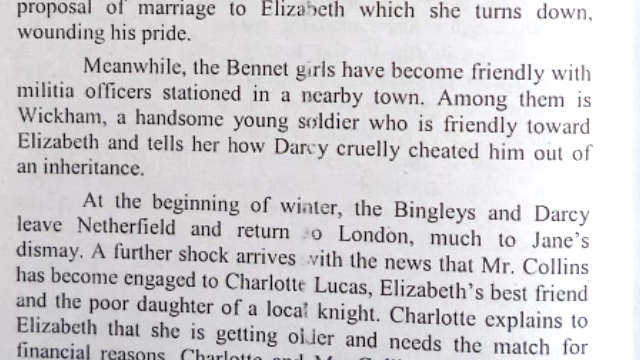 proposal of marriage to Elizabeth which she turns down,
wounding his pride.
Meanwhile, the Bennet girls have become friendly with
militia officers stationed in a nearby town. Among them is
Wickham, a handsome young soldier who is friendly toward
Elizabeth and tells her how Darcy cruelly cheated him out of
an inheritance.
At the beginning of winter, the Bingleys and Darcy
leave Netherfield and return to London, much to Jane's
dismay. A further shock arrives with the news that Mr. Collins
has become engaged to Charlotte Lucas, Elizabeth's best friend
and the poor daughter of a local knight. Charlotte explains to
Elizabeth that she is getting older and needs the match for
financial reasons. Charlotte and Mr.